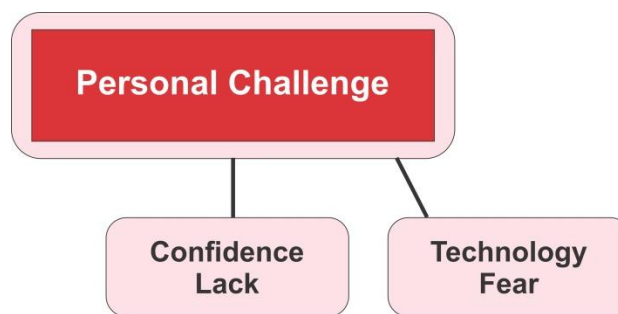 Personal Challenge
Confidence
Lack
Technology
Fear